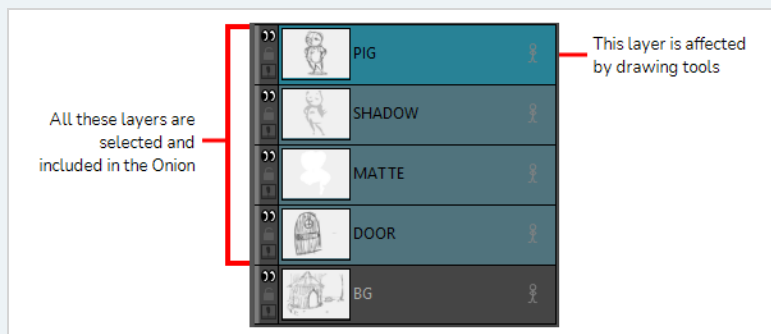 All these layers are
selected and
included in the Onion
PIG
SHADOW
MATTE
DOOR
BG
This layer is affected
by drawing tools